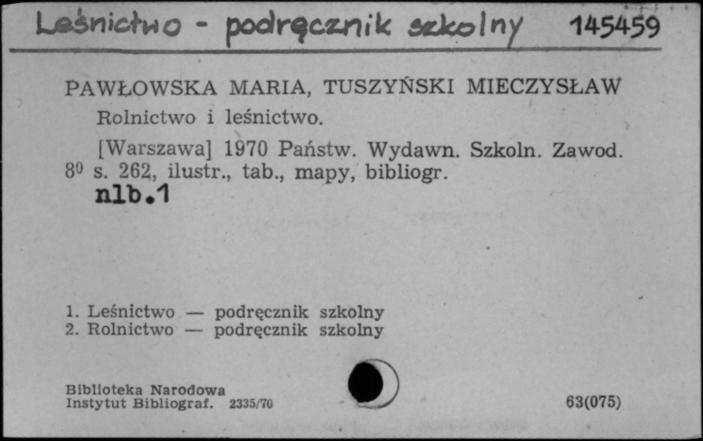 Leśnictwo - podręcznik szkolny 145459
PAWŁOWSKA MARIA, TUSZYŃSKI MIECZYSŁAW
Rolnictwo i leśnictwo.
[Warszawa] 1970 Państw. Wydawn. Szkoln. Zawod.
8⁰ s. 262, ilustr., tab., mapy, bibliogr.
nlb.1
1. Leśnictwo — podręcznik szkolny
2. Rolnictwo — podręcznik szkolny
Biblioteka Narodowa
Instytut Bibliograf. 2335/70
63(075)